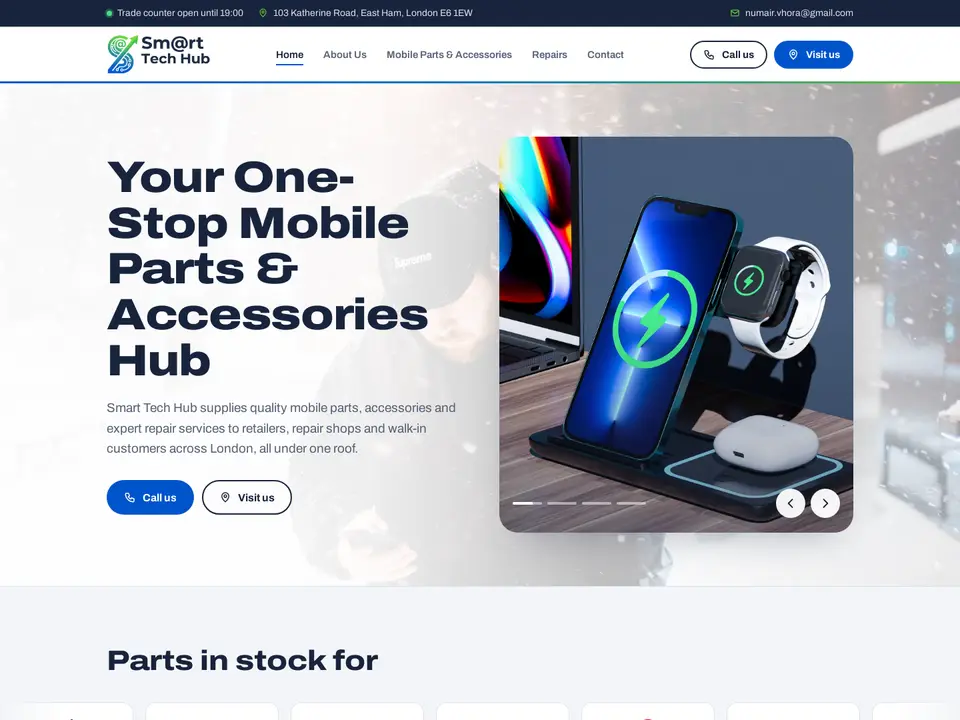 Trade counter open until 19:00
103 Katherine Road, East Ham, London E6 1EW
numair.vhora@gmail.com
Sm@rt
Tech Hub
Home
About Us
Mobile Parts & Accessories
Repairs
Contact
Call us
Visit us
Your One-
Stop Mobile
Parts &
Accessories
Hub
Supreme
Smart Tech Hub supplies quality mobile parts, accessories and
expert repair services to retailers, repair shops and walk-in
customers across London, all under one roof.
Call us
Visit us
Parts in stock for